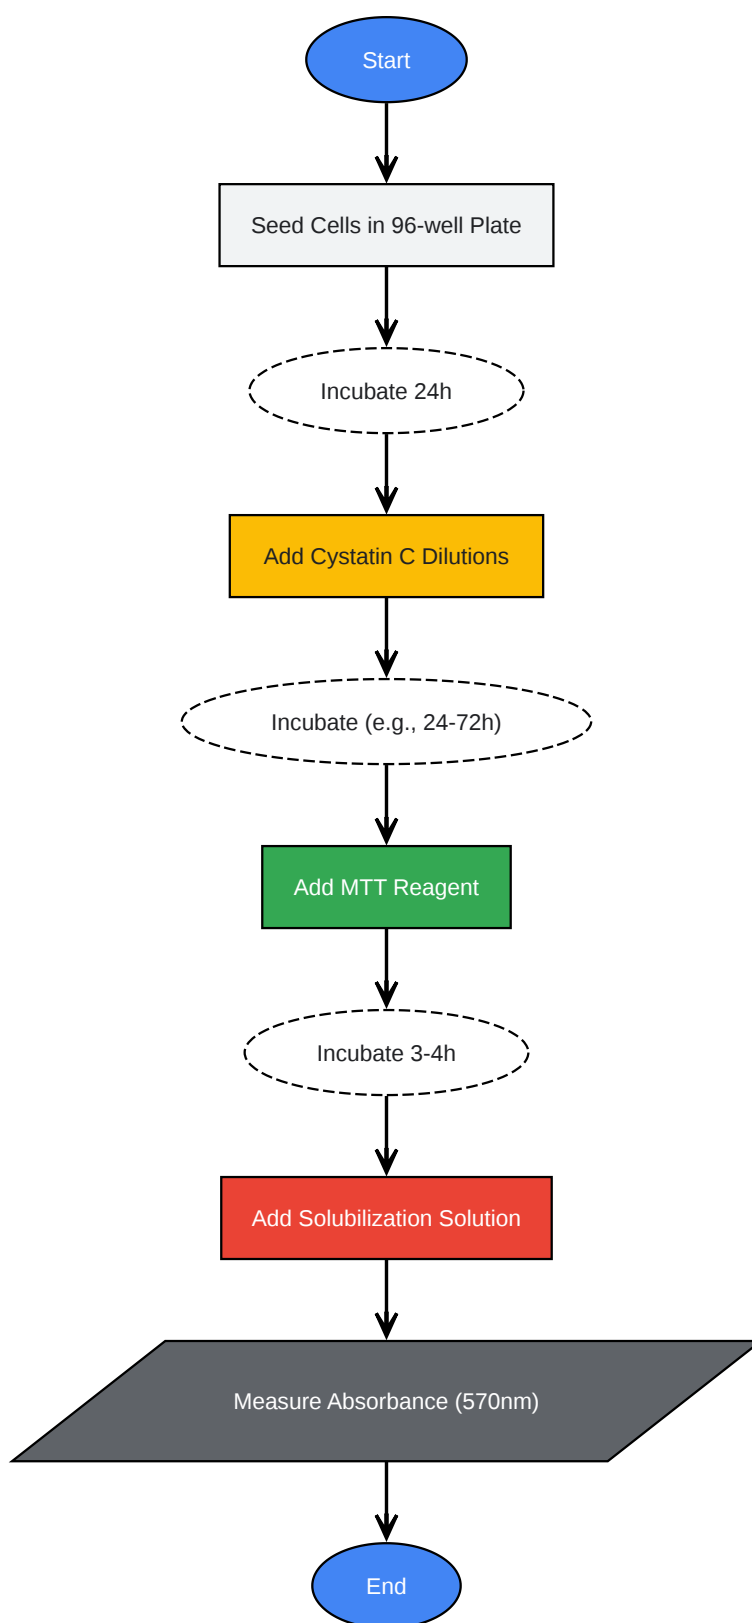 Start
Seed Cells in 96-well Plate
Incubate 24h
Add Cystatin C Dilutions
Incubate (e.g., 24-72h)
Add MTT Reagent
Incubate 3-4h
Add Solubilization Solution
Measure Absorbance (570nm)
End